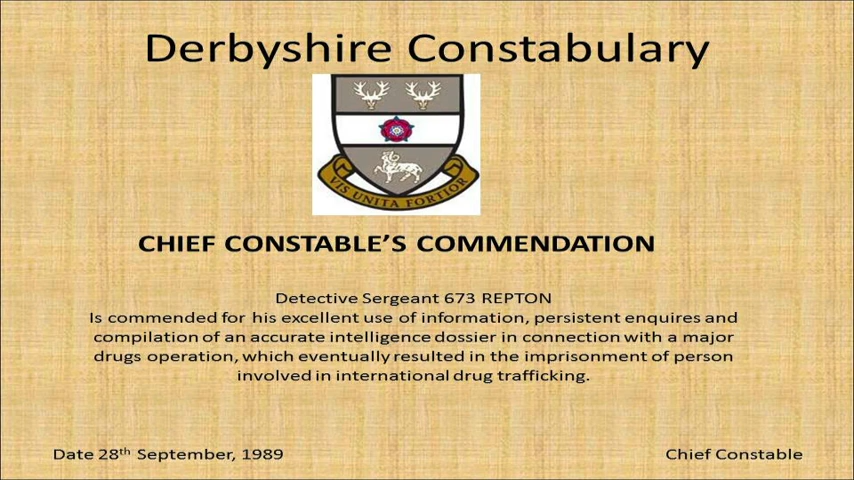 Derbyshire Constabulary
VIS UNITA FORTIOR
CHIEF CONSTABLE’S COMMENDATION
Detective Sergeant 673 REPTON
Is commended for his excellent use of information, persistent enquires and
compilation of an accurate intelligence dossier in connection with a major
drugs operation, which eventually resulted in the imprisonment of person
involved in international drug trafficking.
Date 28th September, 1989
Chief Constable